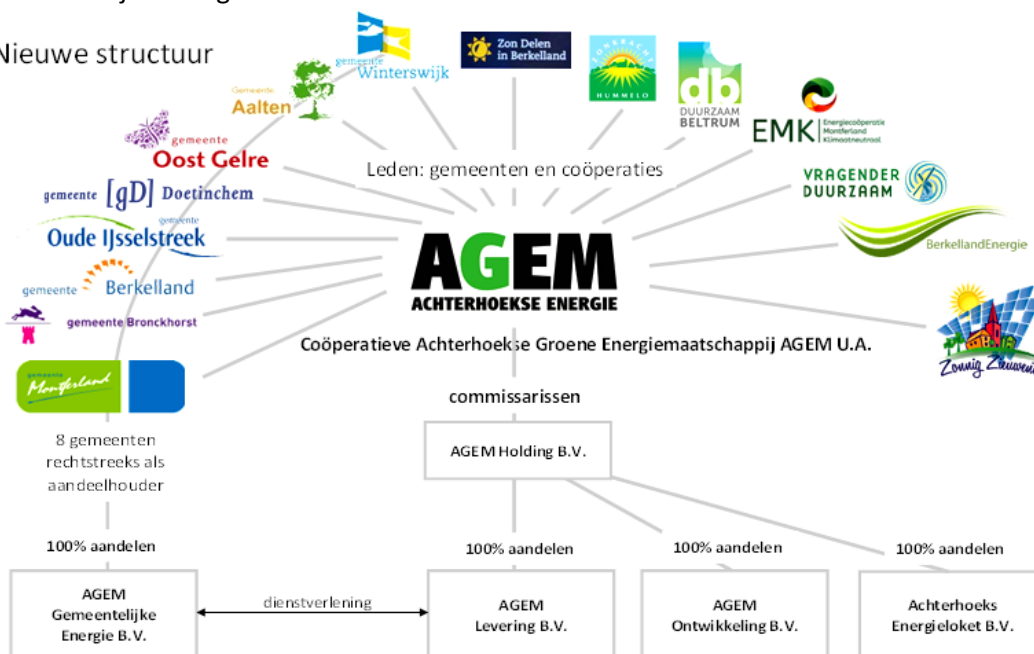 Nieuwe structuur
gemeente
Winterswijk
Zon Delen
in Berkelland
ZONKRACHT
HUMMELO
db
DUURZAAM
BELTRUM
EMK
Energiecoöperatie
Montferland
Klimaatneutraal
Gemeente
Aalten
gemeente
Oost Gelre
Leden: gemeenten en coöperaties
VRAGENDER
DUURZAAM
gemeente [gD] Doetinchem
gemeente
Oude IJsselstreek
BerkellandEnergie
AGEM
ACHTERHOEKSE ENERGIE
gemeente Berkelland
gemeente Bronckhorst
Coöperatieve Achterhoekse Groene Energiemaatschappij AGEM U.A.
Zonnig Zieuwent
gemeente
Montferland
commissarissen
AGEM Holding B.V.
8 gemeenten
rechtstreeks als
aandeelhouder
100% aandelen
100% aandelen
100% aandelen
100% aandelen
AGEM
Gemeentelijke
Energie B.V.
dienstverlening
AGEM
Levering B.V.
AGEM
Ontwikkeling B.V.
Achterhoeks
Energieloket B.V.